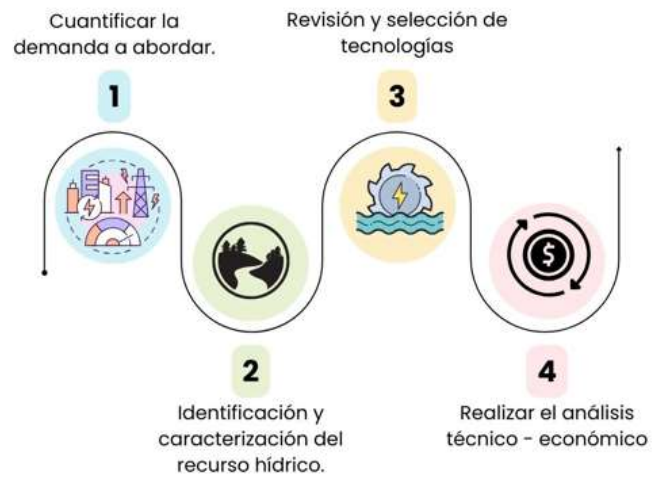 Cuantificar la
demanda a abordar.
1
2
Identificación y
caracterización del
recurso hídrico.
Revisión y selección de
tecnologías
3
$
4
Realizar el análisis
técnico - económico